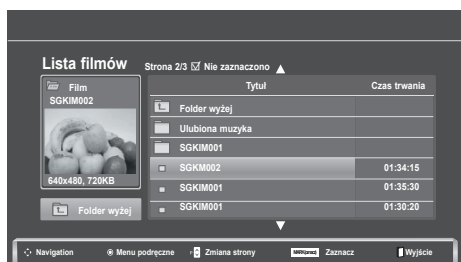 Lista filmów
Strona 2/3 Nie zaznaczono
Film
SGKIM002
640x480, 720KB
Folder wyżej
Tytuł Czas trwania
Folder wyżej
Ulubiona muzyka
SGKIM001
SGKM002 01:34:15
SGKIM001 01:35:30
SGKIM001 01:30:20
Navigation Menu podręczne Zmiana strony Zaznacz Wyjście